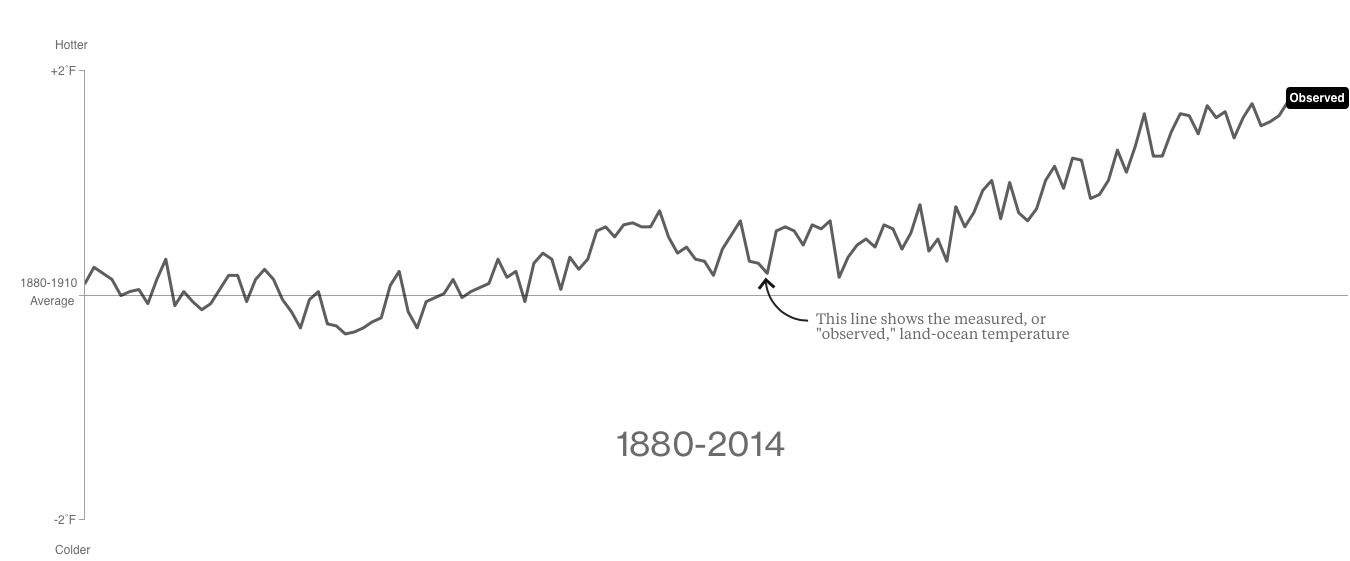 Hotter
+2°F
Observed
1880-1910
Average
This line shows the measured, or
"observed," land-ocean temperature
1880-2014
-2°F
Colder